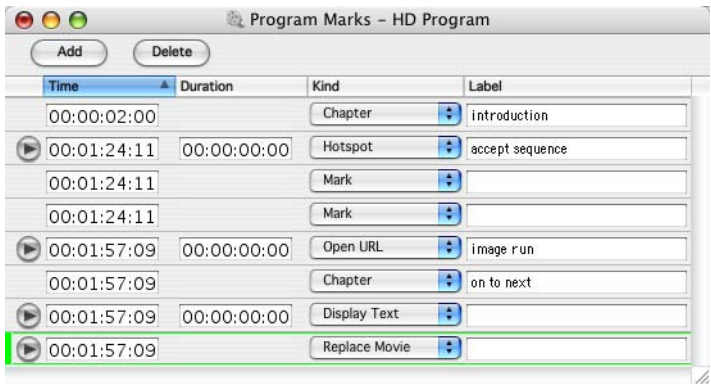 Program Marks – HD Program
Add Delete
Time Duration Kind Label
00:00:02:00 Chapter introduction
00:01:24:11 00:00:00:00 Hotspot accept sequence
00:01:24:11 Mark
00:01:24:11 Mark
00:01:57:09 00:00:00:00 Open URL image run
00:01:57:09 Chapter on to next
00:01:57:09 00:00:00:00 Display Text
00:01:57:09 Replace Movie